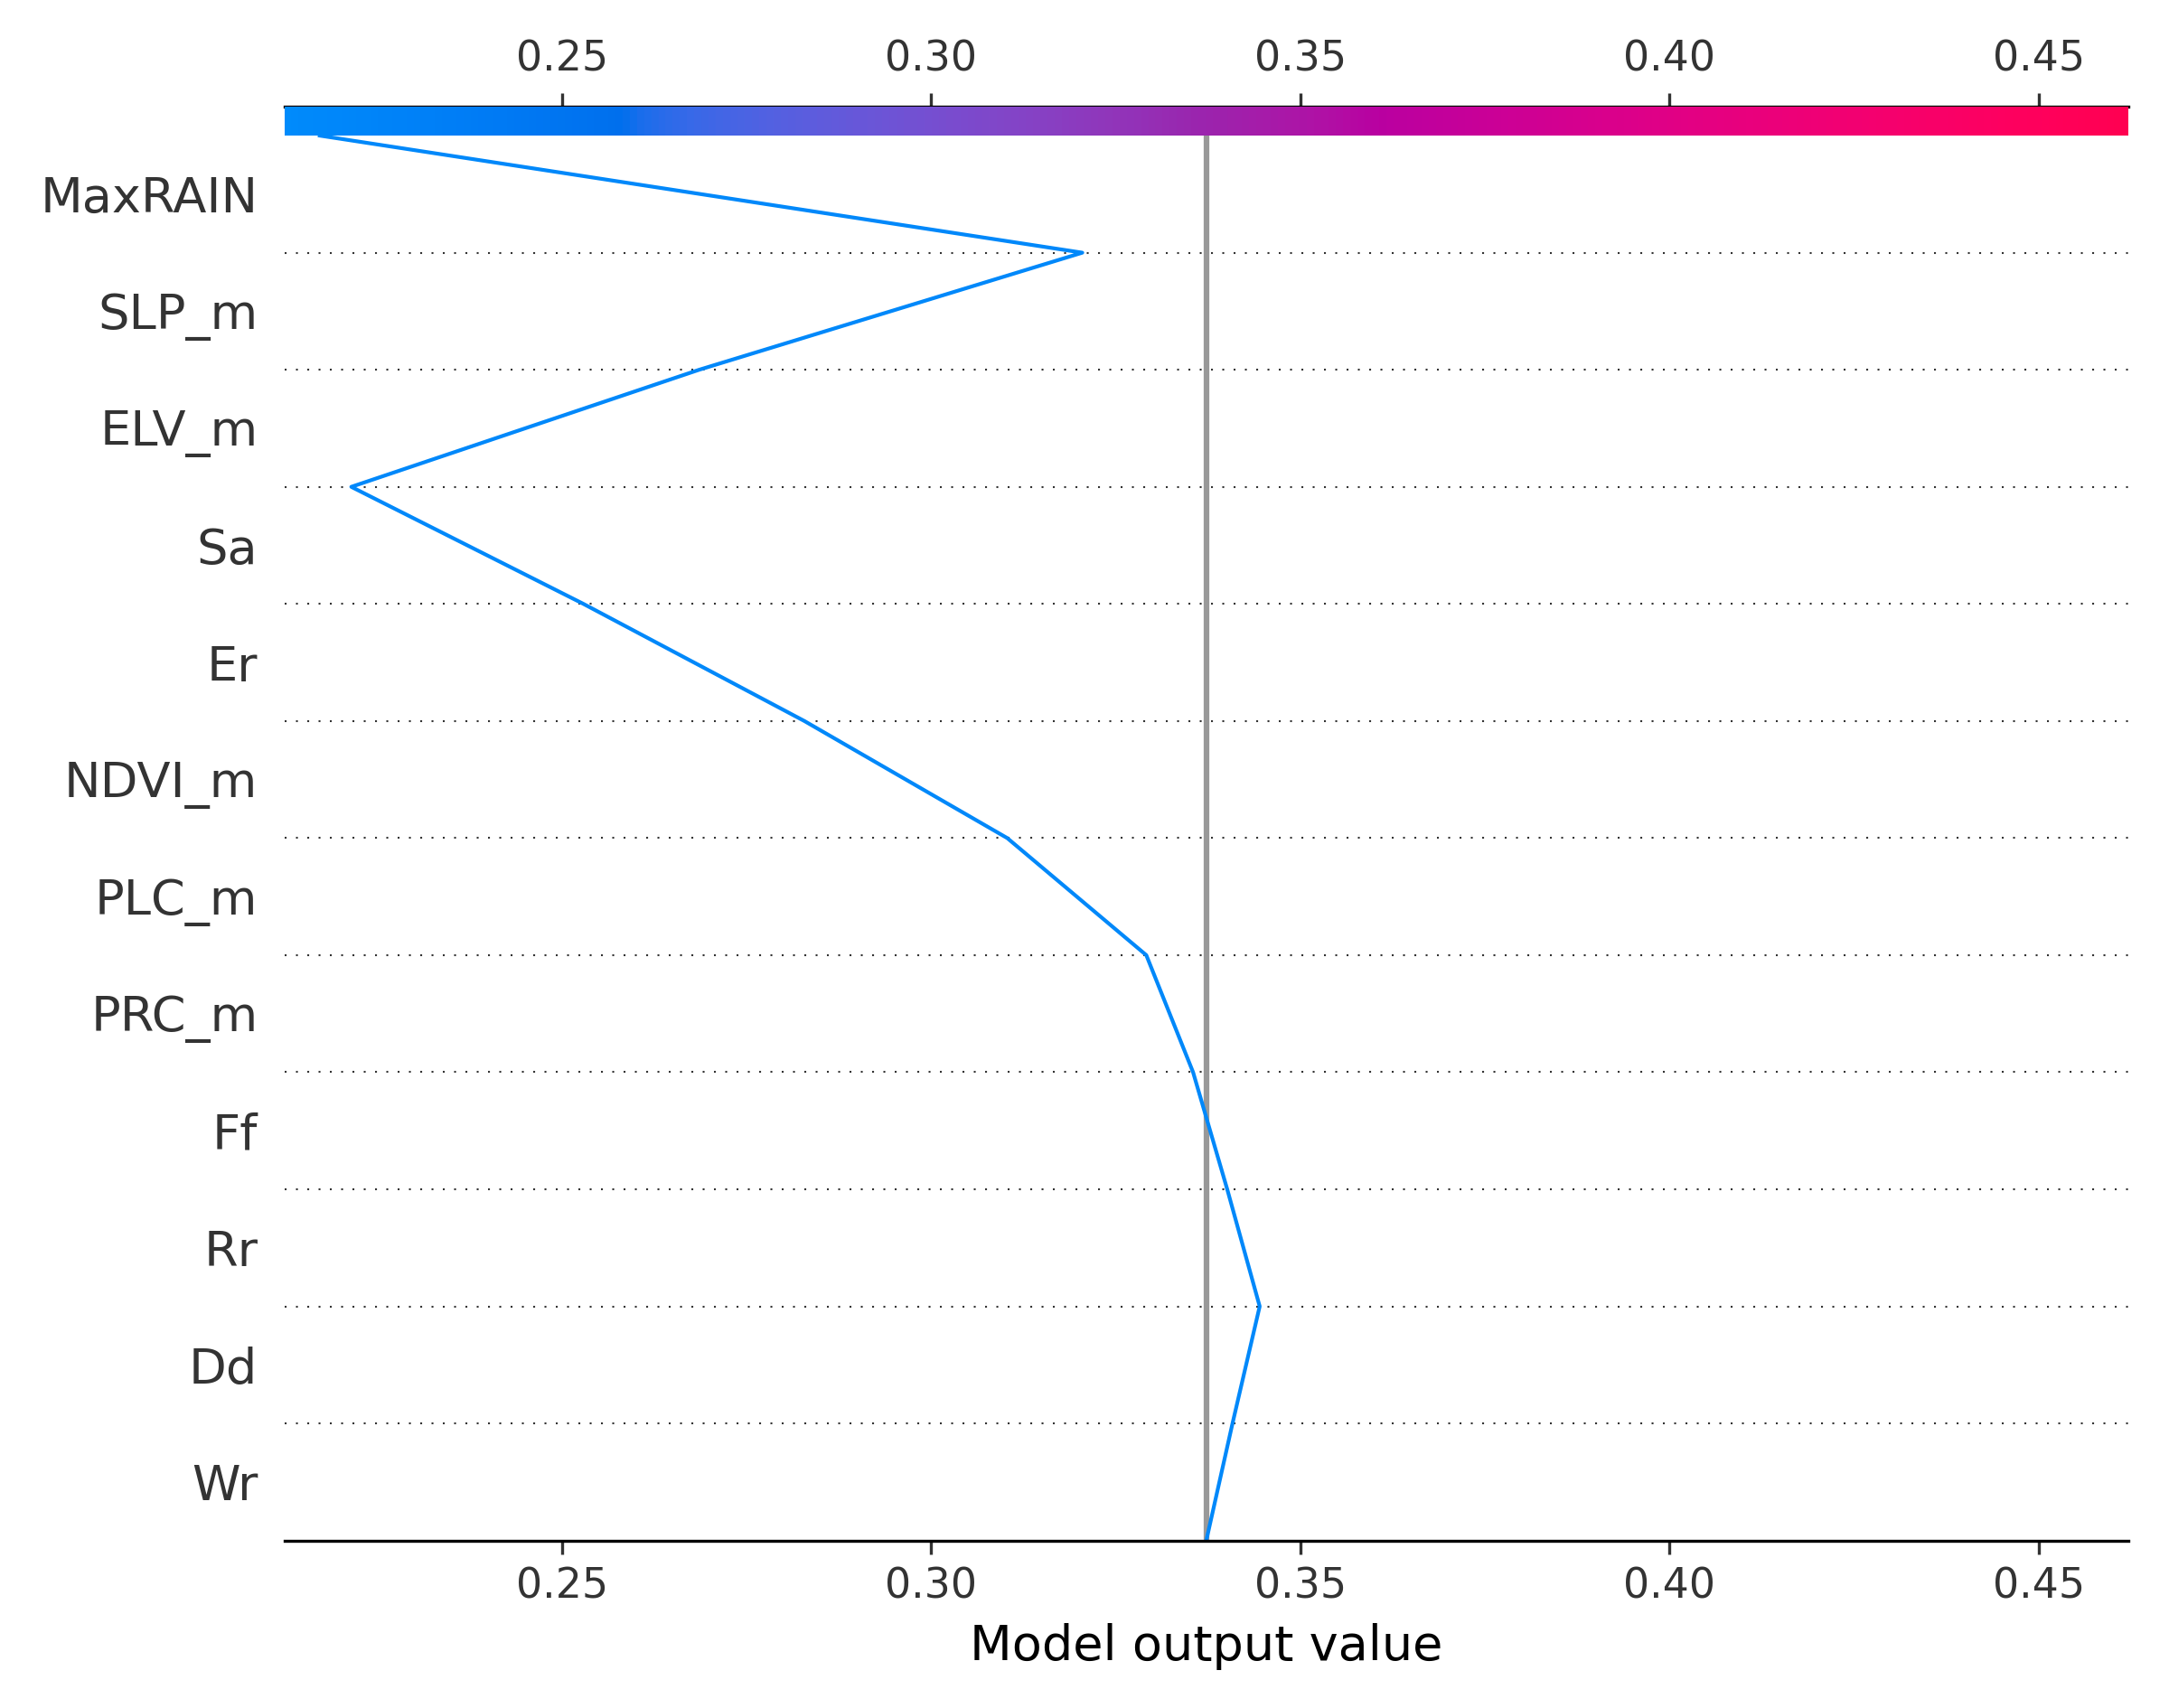 0.25 0.30 0.35 0.40 0.45
MaxRAIN
SLP_m
ELV_m
Sa
Er
NDVI_m
PLC_m
PRC_m
Ff
Rr
Dd
Wr
0.25 0.30 0.35 0.40 0.45
Model output value